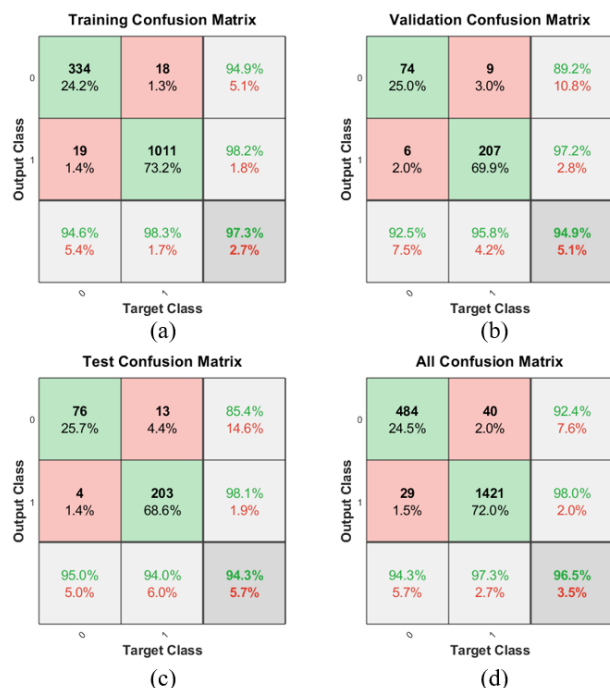 Training Confusion Matrix
334 18 94.9%
0
24.2% 1.3% 5.1%
19 1011 98.2%
1
1.4% 73.2% 1.8%
94.6% 98.3% 97.3%
5.4% 1.7% 2.7%
0 1
Output Class
Target Class
(a)
Validation Confusion Matrix
74 9 89.2%
0
25.0% 3.0% 10.8%
6 207 97.2%
1
2.0% 69.9% 2.8%
92.5% 95.8% 94.9%
7.5% 4.2% 5.1%
0 1
Output Class
Target Class
(b)
Test Confusion Matrix
76 13 85.4%
0
25.7% 4.4% 14.6%
4 203 98.1%
1
1.4% 68.6% 1.9%
95.0% 94.0% 94.3%
5.0% 6.0% 5.7%
0 1
Output Class
Target Class
(c)
All Confusion Matrix
484 40 92.4%
0
24.5% 2.0% 7.6%
29 1421 98.0%
1
1.5% 72.0% 2.0%
94.3% 97.3% 96.5%
5.7% 2.7% 3.5%
0 1
Output Class
Target Class
(d)